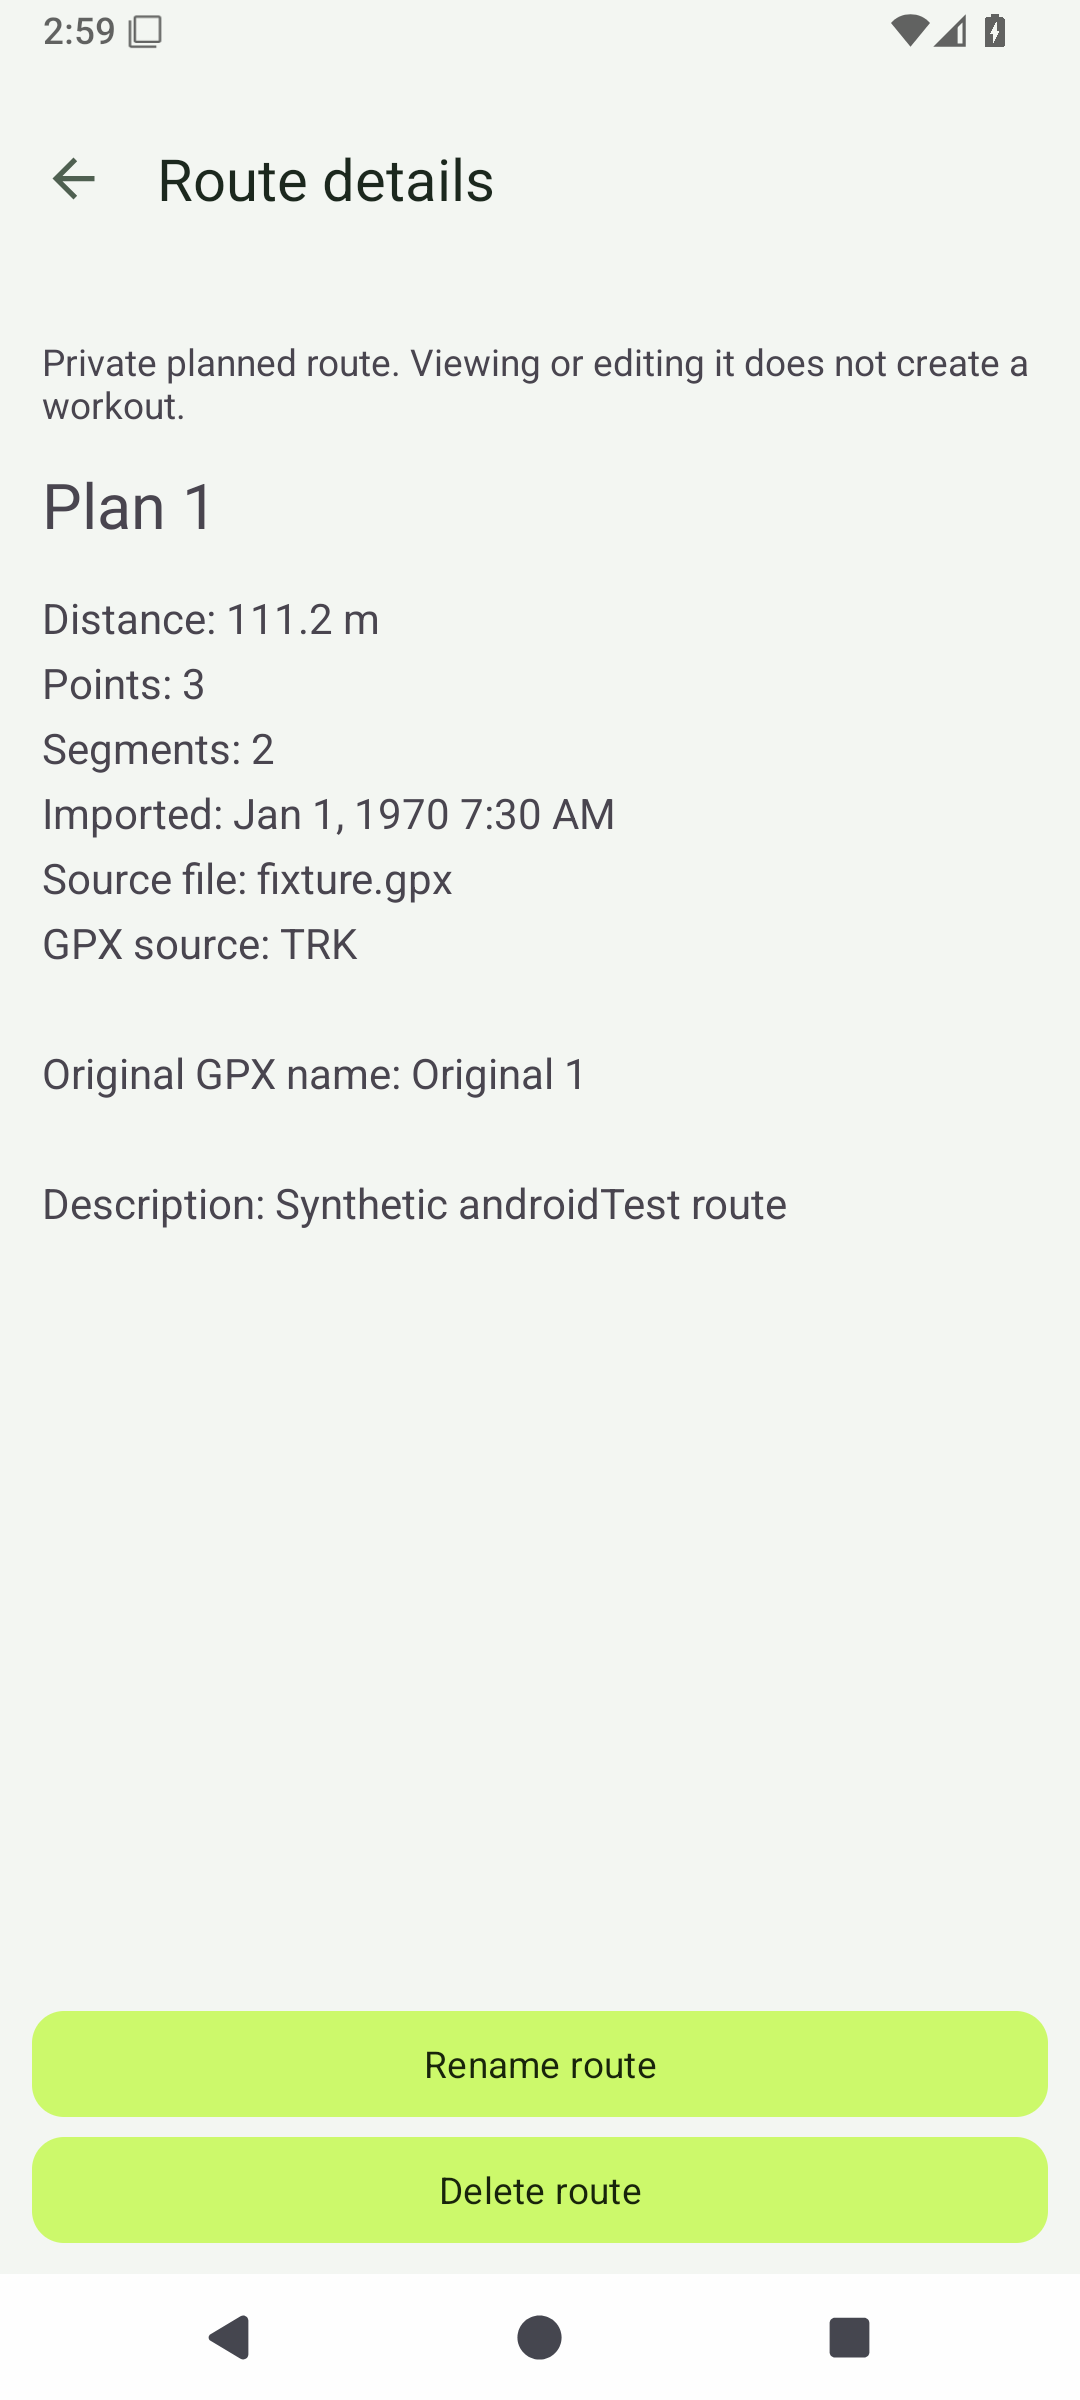 2:59
Route details
Private planned route. Viewing or editing it does not create a
workout.
Plan 1
Distance: 111.2 m
Points: 3
Segments: 2
Imported: Jan 1, 1970 7:30 AM
Source file: fixture.gpx
GPX source: TRK
Original GPX name: Original 1
Description: Synthetic androidTest route
Rename route
Delete route